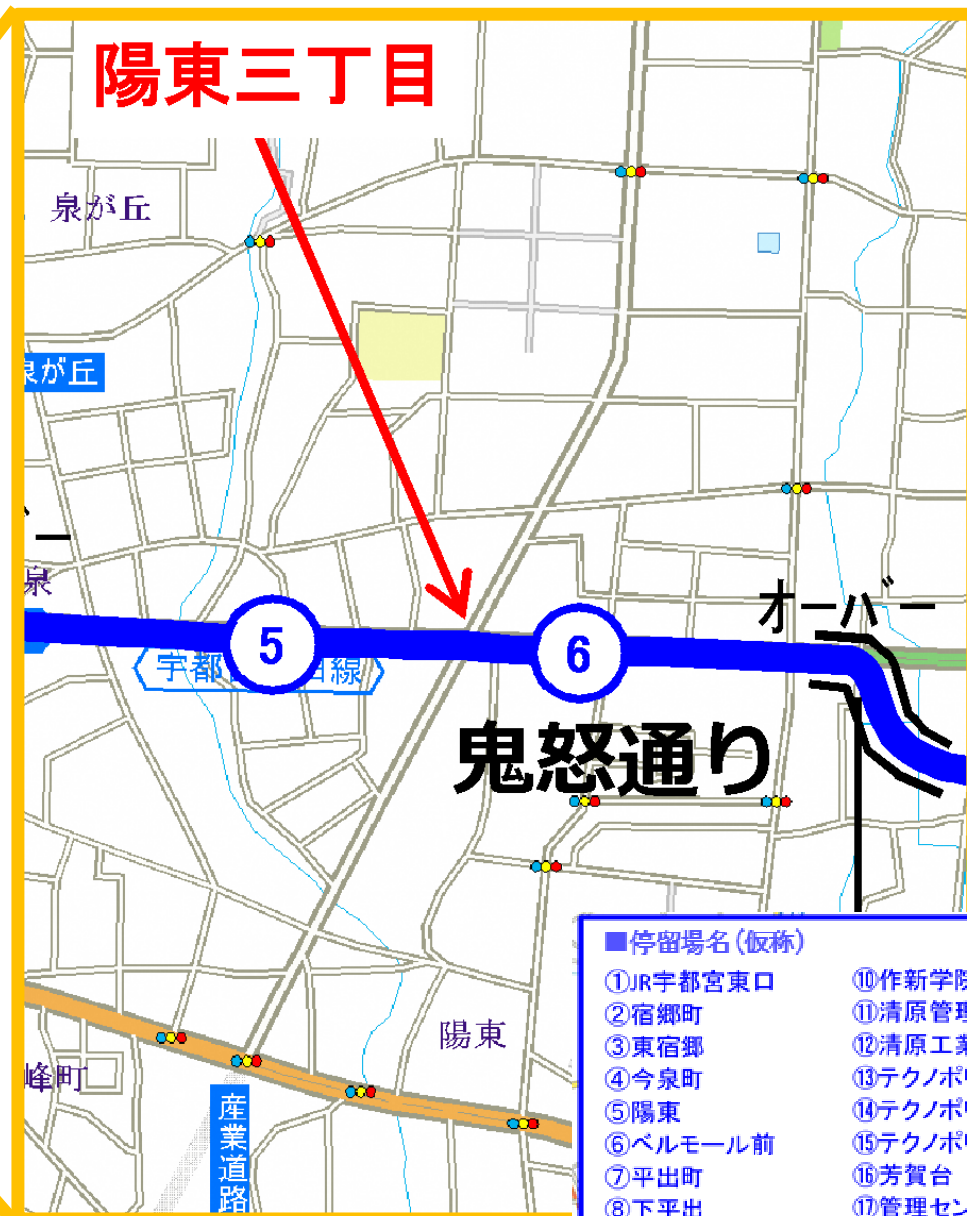 陽東三丁目
泉が丘
泉が丘
ー
泉
5
6
オーバー
宇都
線
鬼怒通り
陽東
峰町
産業道路
■停留場名(仮称)
①JR宇都宮東口
②宿郷町
③東宿郷
④今泉町
⑤陽東
⑥ベルモール前
⑦平出町
⑧下平出
⑩作新学院
⑪清原管理
⑫清原工業
⑬テクノポリ
⑭テクノポリ
⑮テクノポリ
⑯芳賀台
⑰管理セン